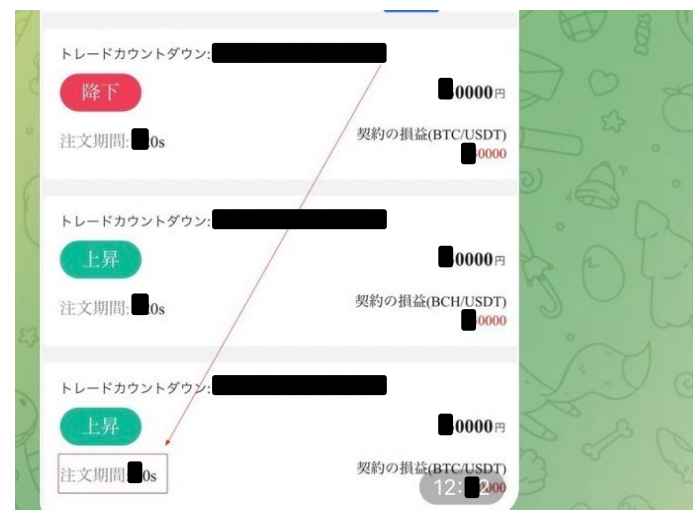 トレードカウントダウン:
降下
0000円
注文期間: 0s
契約の損益(BTC/USDT)
0000
トレードカウントダウン:
上昇
0000円
注文期間: 0s
契約の損益(BCH/USDT)
0000
トレードカウントダウン:
上昇
0000円
注文期間: 0s
契約の損益(BTC/USDT)
000
12: 2